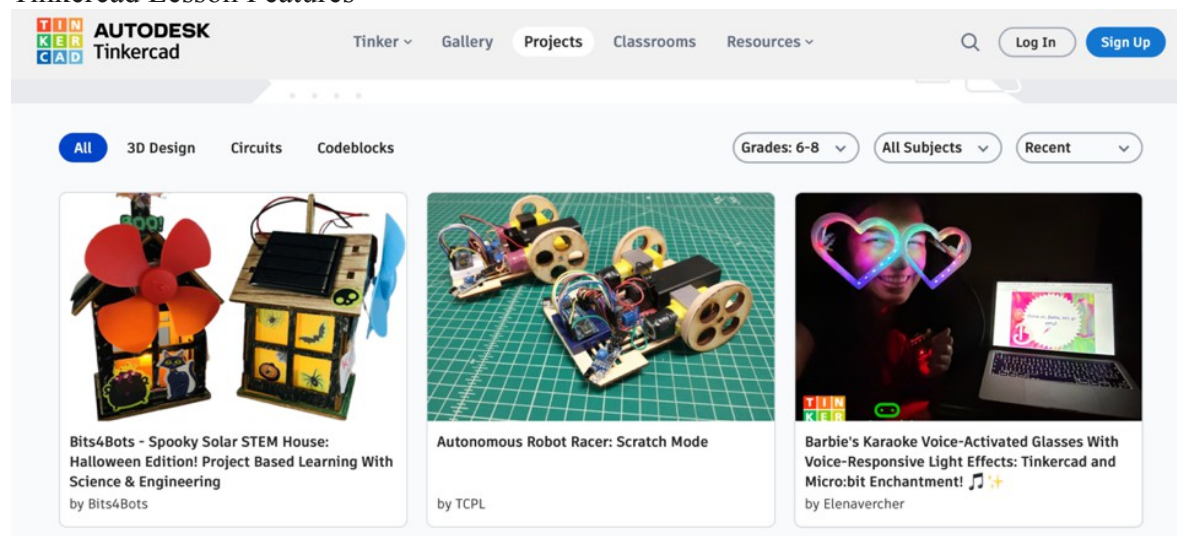 Tinkercad Lesson Features
TIN
KER
CAD
AUTODESK
Tinkercad
Tinker
Gallery
Projects
Classrooms
Resources
Log In
Sign Up
All
3D Design
Circuits
Codeblocks
Grades: 6-8
All Subjects
Recent
BOO!
TIN
KER
Bits4Bots - Spooky Solar STEM House:
Halloween Edition! Project Based Learning With
Science & Engineering
by Bits4Bots
Autonomous Robot Racer: Scratch Mode
by TCPL
Barbie's Karaoke Voice-Activated Glasses With
Voice-Responsive Light Effects: Tinkercad and
Micro:bit Enchantment! 🎵✨
by Elenavercher